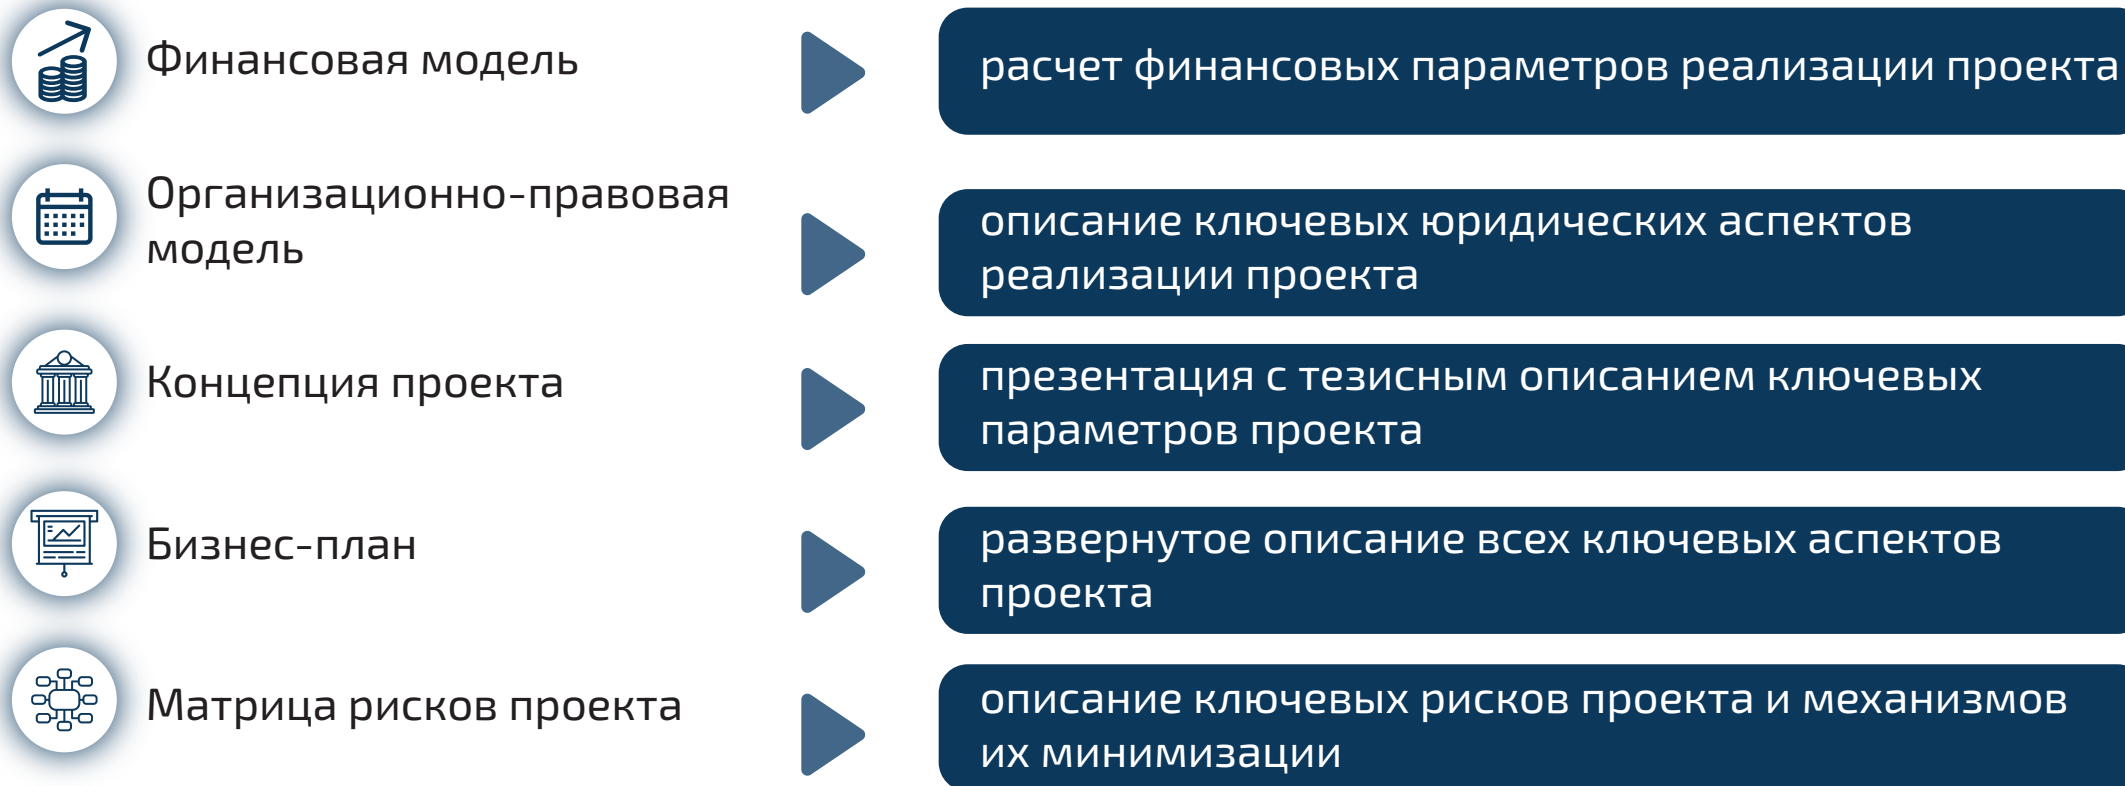 Финансовая модель
расчет финансовых параметров реализации проекта
Организационно-правовая
модель
описание ключевых юридических аспектов
реализации проекта
Концепция проекта
презентация с тезисным описанием ключевых
параметров проекта
Бизнес-план
развернутое описание всех ключевых аспектов
проекта
Матрица рисков проекта
описание ключевых рисков проекта и механизмов
их минимизации